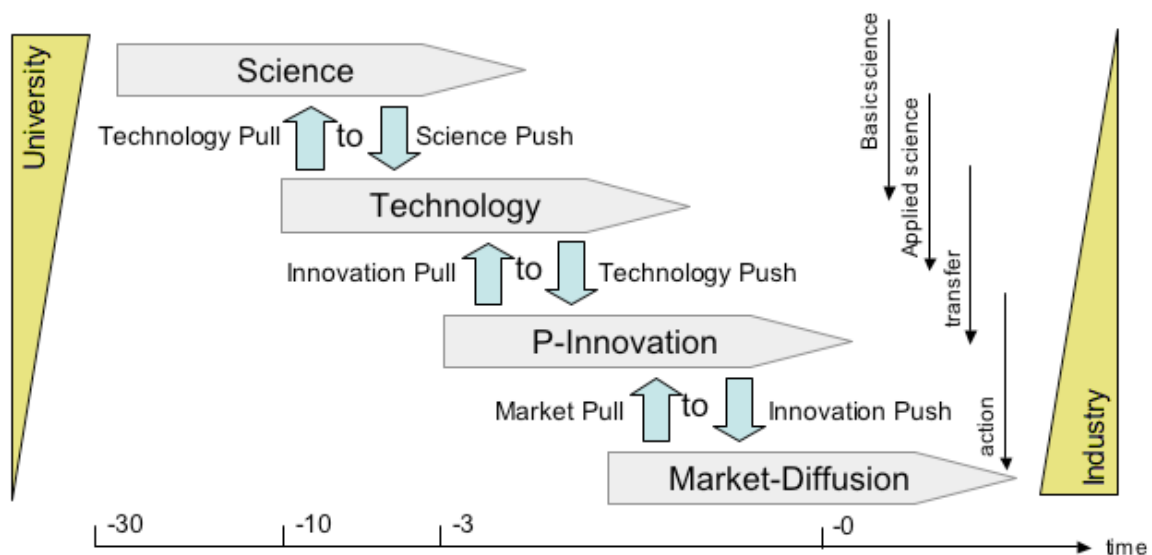 University
Science
Technology Pull to Science Push
Technology
Innovation Pull to Technology Push
P-Innovation
Market Pull to Innovation Push
Market-Diffusion
Basicscience
Applied science
transfer
action
Industry
-30 -10 -3 -0
time